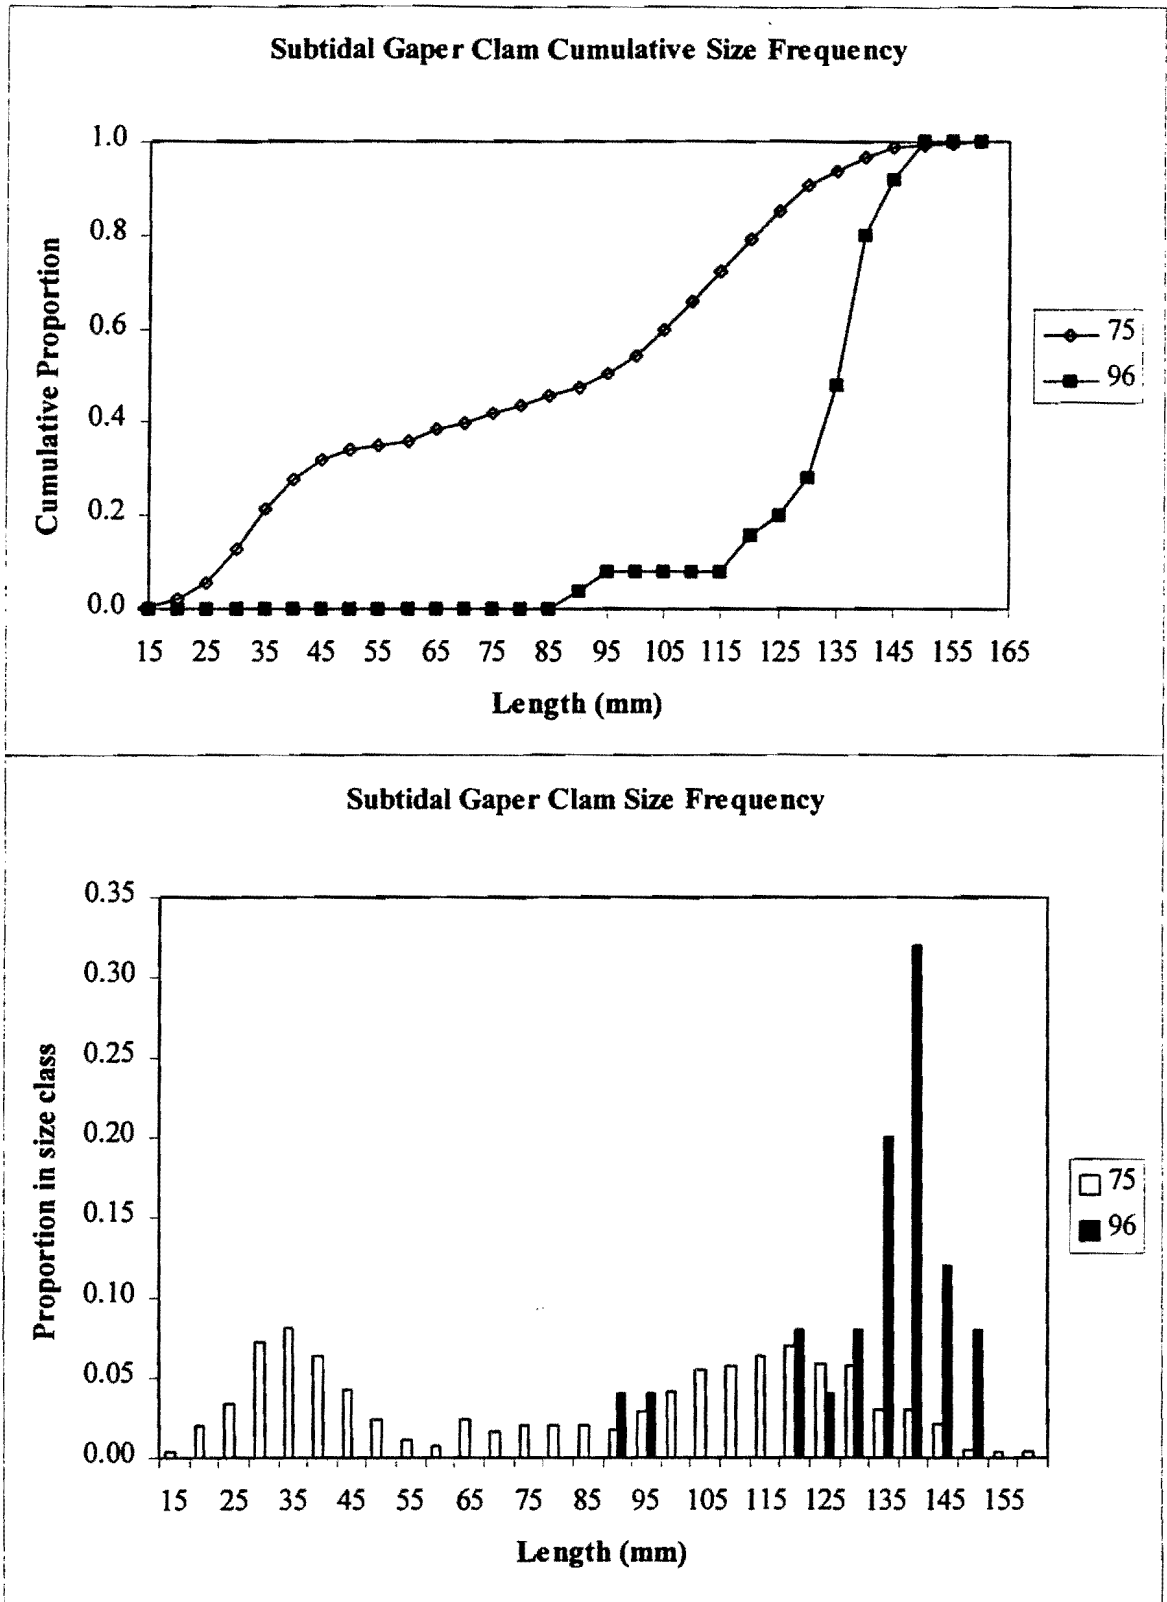 Subtidal Gaper Clam Cumulative Size Frequency
1.0
0.8
0.6
0.4
0.2
0.0
Cumulative Proportion
15 25 35 45 55 65 75 85 95 105 115 125 135 145 155 165
Length (mm)
75
96
Subtidal Gaper Clam Size Frequency
0.35
0.30
0.25
0.20
0.15
0.10
0.05
0.00
Proportion in size class
15 25 35 45 55 65 75 85 95 105 115 125 135 145 155
Length (mm)
75
96